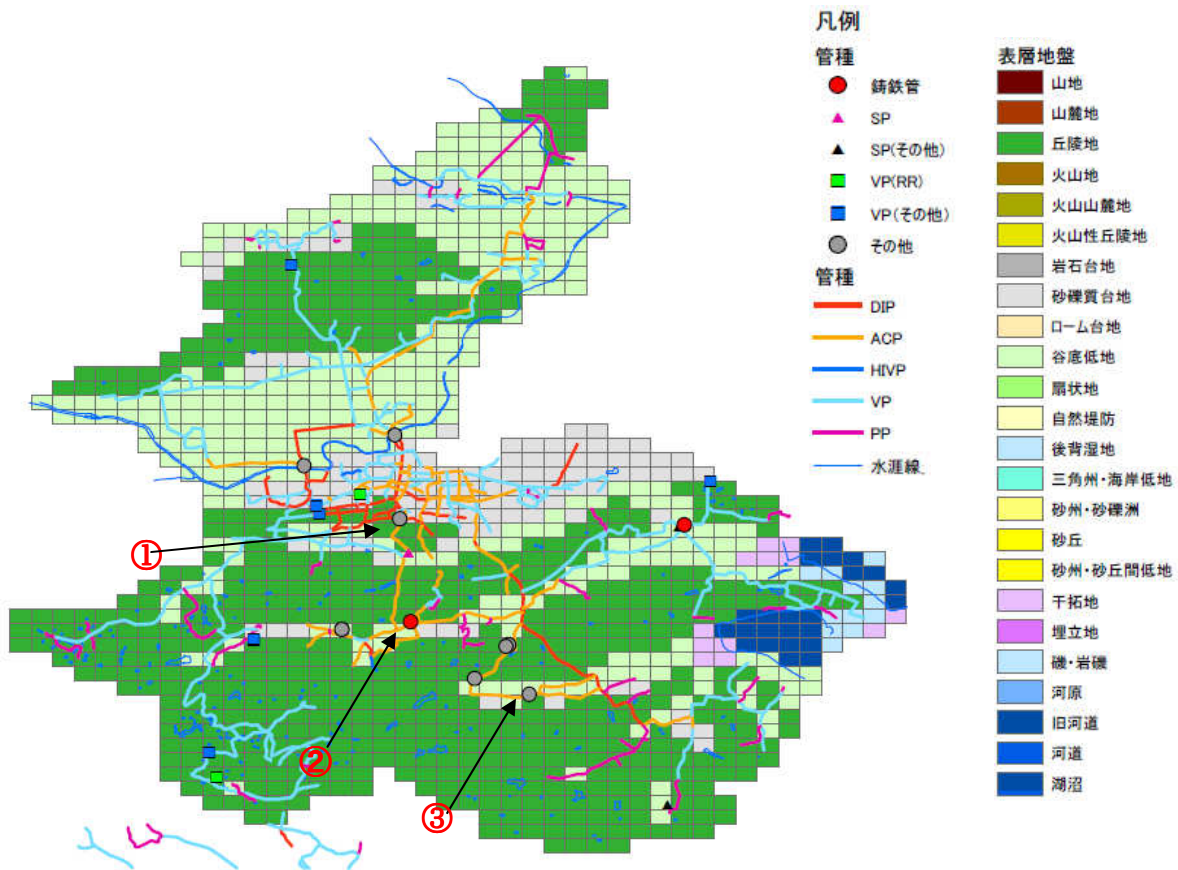 凡例
管種
鋳鉄管
SP
SP(その他)
VP(RR)
VP(その他)
その他
管種
DIP
ACP
HIVP
VP
PP
水涯線
表層地盤
山地
山麓地
丘陵地
火山地
火山山麓地
火山性丘陵地
岩石台地
砂礫質台地
ローム台地
谷底低地
扇状地
自然堤防
後背湿地
三角州・海岸低地
砂州・砂礫洲
砂丘
砂州・砂丘間低地
干拓地
埋立地
磯・岩礁
河原
旧河道
河道
湖沼
①
②
③